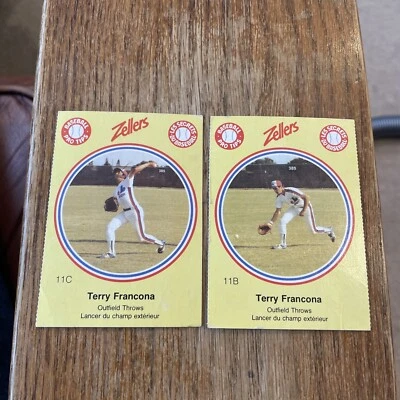 BASEBALL
PRO TIPS
Zellers
LES SECRETS
DU BASEBALL
11C
Terry Francona
Outfield Throws
Lancer du champ extérieur
BASEBALL
PRO TIPS
Zellers
LES SECRETS
DU BASEBALL
385
11B
Terry Francona
Outfield Throws
Lancer du champ extérieur